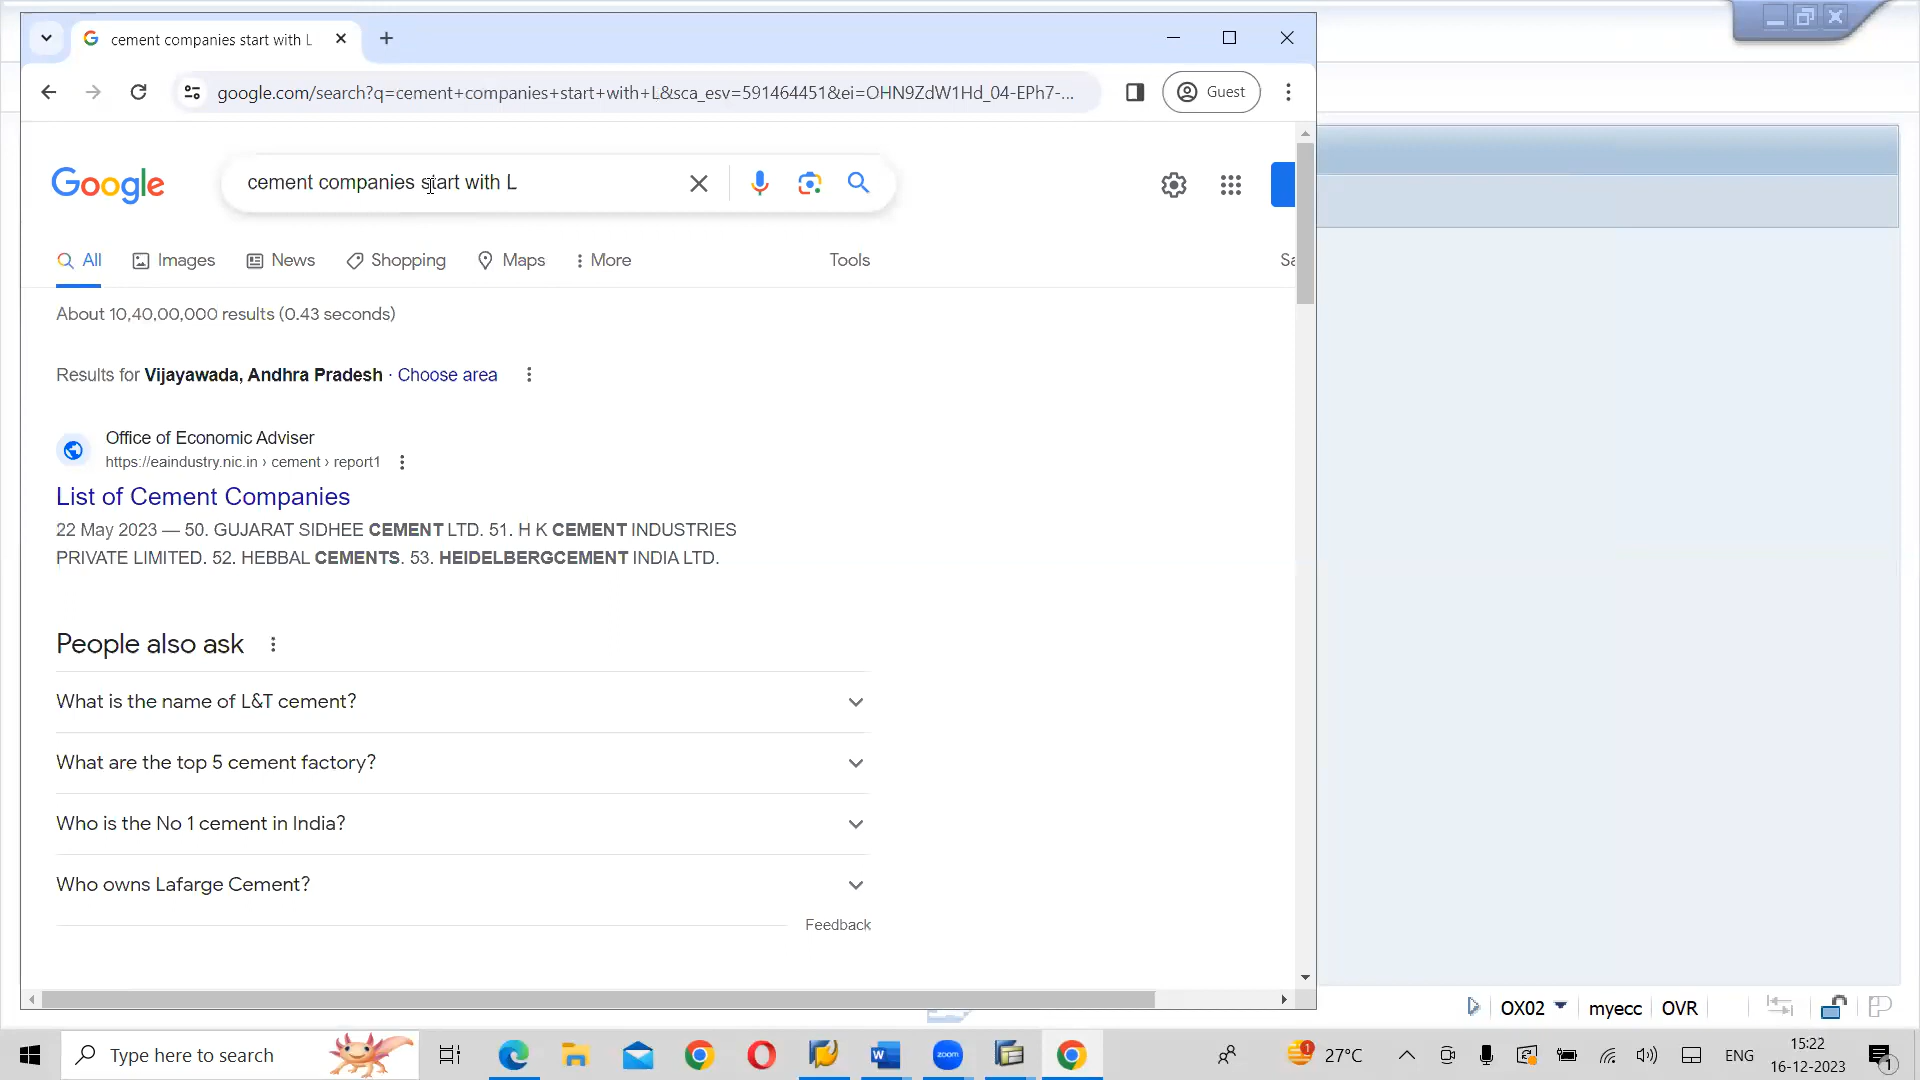 cement companies start with L
google.com/search?q=cement+companies+start+with+L&sca_esv=591464451&ei=OHN9ZdW1Hd_04-EPh7-...
Guest
Google
cement companies start with L
All
Images
News
Shopping
Maps
More
Tools
Sa
About 10,40,00,000 results (0.43 seconds)
Results for Vijayawada, Andhra Pradesh · Choose area
Office of Economic Adviser
https://eaindustry.nic.in › cement › report1
List of Cement Companies
22 May 2023 — 50. GUJARAT SIDHEE CEMENT LTD. 51. H K CEMENT INDUSTRIES
PRIVATE LIMITED. 52. HEBBAL CEMENTS. 53. HEIDELBERGCEMENT INDIA LTD.
People also ask
What is the name of L&T cement?
What are the top 5 cement factory?
Who is the No 1 cement in India?
Who owns Lafarge Cement?
Feedback
OX02
myecc
OVR
Type here to search
W
zoom
1
27°C
ENG
15:22
16-12-2023
1